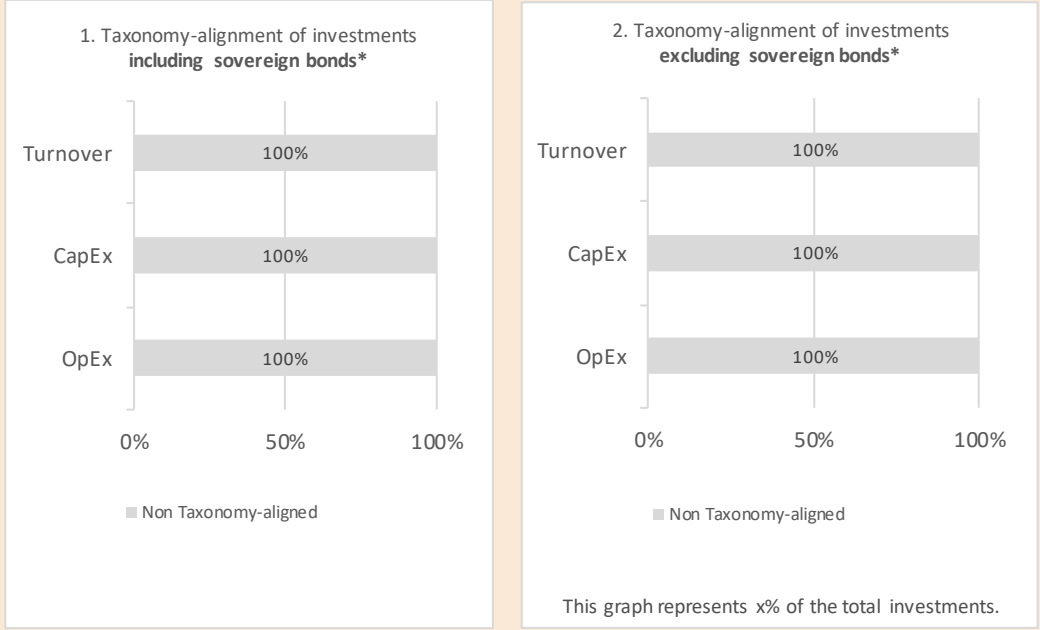 1. Taxonomy-alignment of investments
including sovereign bonds*
Turnover
100%
CapEx
100%
OpEx
100%
0%
50%
100%
Non Taxonomy-aligned
2. Taxonomy-alignment of investments
excluding sovereign bonds*
Turnover
100%
CapEx
100%
OpEx
100%
0%
50%
100%
Non Taxonomy-aligned
This graph represents x% of the total investments.